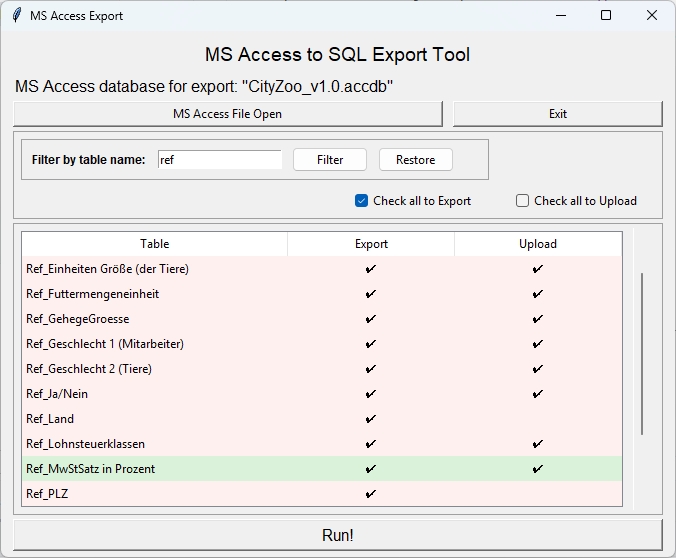 MS Access Export
MS Access to SQL Export Tool
MS Access database for export: "CityZoo_v1.0.accdb"
MS Access File Open Exit
Filter by table name: ref Filter Restore
Check all to Export Check all to Upload
Table Export Upload
Ref_Einheiten Größe (der Tiere) ✔ ✔
Ref_Futtermengeneinheit ✔ ✔
Ref_GehegeGroesse ✔ ✔
Ref_Geschlecht 1 (Mitarbeiter) ✔ ✔
Ref_Geschlecht 2 (Tiere) ✔ ✔
Ref_Ja/Nein ✔ ✔
Ref_Land ✔
Ref_Lohnsteuerklassen ✔ ✔
Ref_MwStSatz in Prozent ✔ ✔
Ref_PLZ ✔
Run!